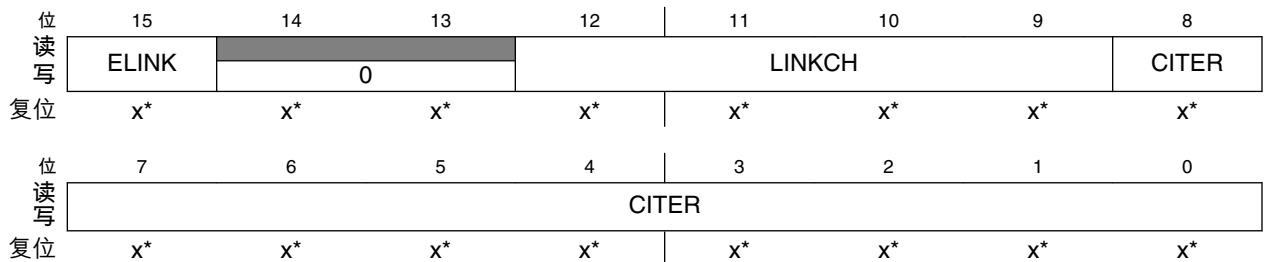 位 15 14 13 12 11 10 9 8
读 写 ELINK 0 LINKCH CITER
复位 x* x* x* x* x* x* x* x*
位 7 6 5 4 3 2 1 0
读 写 CITER
复位 x* x* x* x* x* x* x* x*